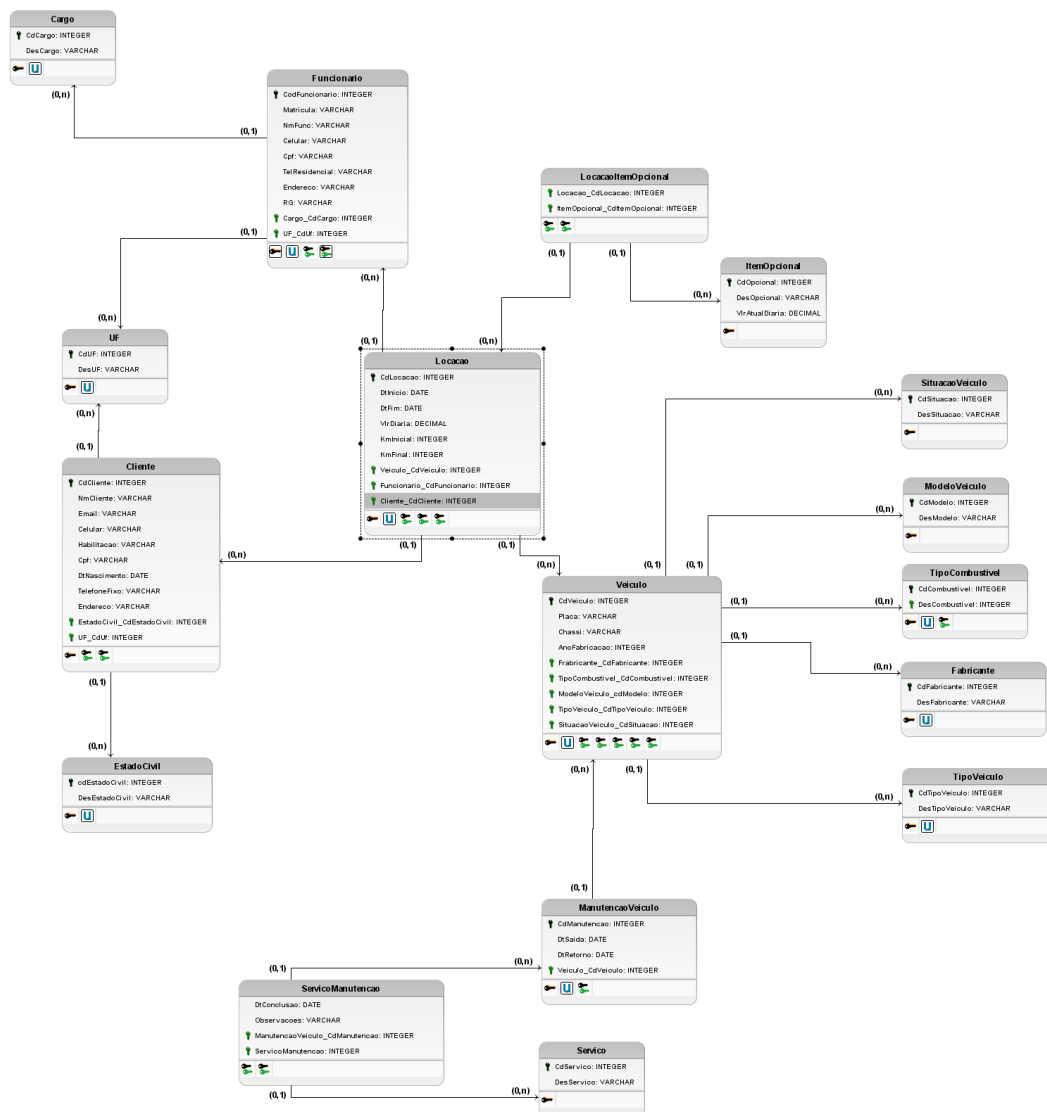 Cargo
CdCargo: INTEGER
DesCargo: VARCHAR
(0,n)
(0,1)
Funcionario
CodFuncionario: INTEGER
Matricula: VARCHAR
NmFunc: VARCHAR
Celular: VARCHAR
Cpf: VARCHAR
TelResidencial: VARCHAR
Endereco: VARCHAR
RG: VARCHAR
Cargo_CdCargo: INTEGER
UF_CdUf: INTEGER
(0,1)
(0,n)
(0,n)
(0,1)
LocacaoItemOpcional
Locacao_CdLocacao: INTEGER
ItemOpcional_CdItemOpcional: INTEGER
(0,1)
(0,1)
(0,n)
(0,n)
ItemOpcional
CdOpcional: INTEGER
DesOpcional: VARCHAR
VlrAtualDiaria: DECIMAL
UF
CdUF: INTEGER
DesUF: VARCHAR
(0,n)
(0,1)
Locacao
CdLocacao: INTEGER
DtInicio: DATE
DtFim: DATE
VlrDiaria: DECIMAL
KmInicial: INTEGER
KmFinal: INTEGER
Veiculo_CdVeiculo: INTEGER
Funcionario_CdFuncionario: INTEGER
Cliente_CdCliente: INTEGER
(0,1)
(0,1)
(0,n)
(0,n)
SituacaoVeiculo
CdSituacao: INTEGER
DesSituacao: VARCHAR
(0,n)
ModeloVeiculo
CdModelo: INTEGER
DesModelo: VARCHAR
(0,n)
Cliente
CdCliente: INTEGER
NmCliente: VARCHAR
Email: VARCHAR
Celular: VARCHAR
Habilitacao: VARCHAR
Cpf: VARCHAR
DtNascimento: DATE
TelefoneFixo: VARCHAR
Endereco: VARCHAR
EstadoCivil_CdEstadoCivil: INTEGER
UF_CdUf: INTEGER
(0,1)
(0,n)
(0,1)
(0,1)
TipoCombustivel
CdCombustivel: INTEGER
DesCombustivel: INTEGER
(0,n)
Veiculo
CdVeiculo: INTEGER
Placa: VARCHAR
Chassi: VARCHAR
AnoFabricacao: INTEGER
Frabricante_CdFabricante: INTEGER
TipoCombustivel_CdCombustivel: INTEGER
ModeloVeiculo_cdModelo: INTEGER
TipoVeiculo_CdTipoVeiculo: INTEGER
SituacaoVeiculo_CdSituacao: INTEGER
(0,1)
(0,1)
(0,n)
Fabricante
CdFabricante: INTEGER
DesFabricante: VARCHAR
EstadoCivil
cdEstadoCivil: INTEGER
DesEstadoCivil: VARCHAR
(0,n)
(0,1)
(0,n)
TipoVeiculo
CdTipoVeiculo: INTEGER
DesTipoVeiculo: VARCHAR
(0,1)
ManutencaoVeiculo
CdManutencao: INTEGER
DtSaida: DATE
DtRetorno: DATE
Veiculo_CdVeiculo: INTEGER
(0,n)
(0,1)
ServicoManutencao
DtConclusao: DATE
Observacoes: VARCHAR
ManutencaoVeiculo_CdManutencao: INTEGER
ServicoManutencao: INTEGER
(0,1)
(0,n)
Servico
CdServico: INTEGER
DesServico: VARCHAR